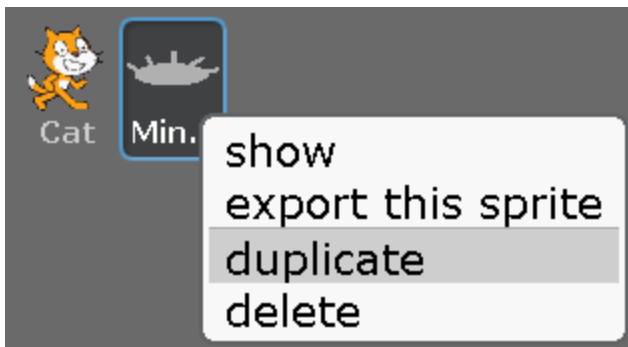 Cat
Min.
show
export this sprite
duplicate
delete